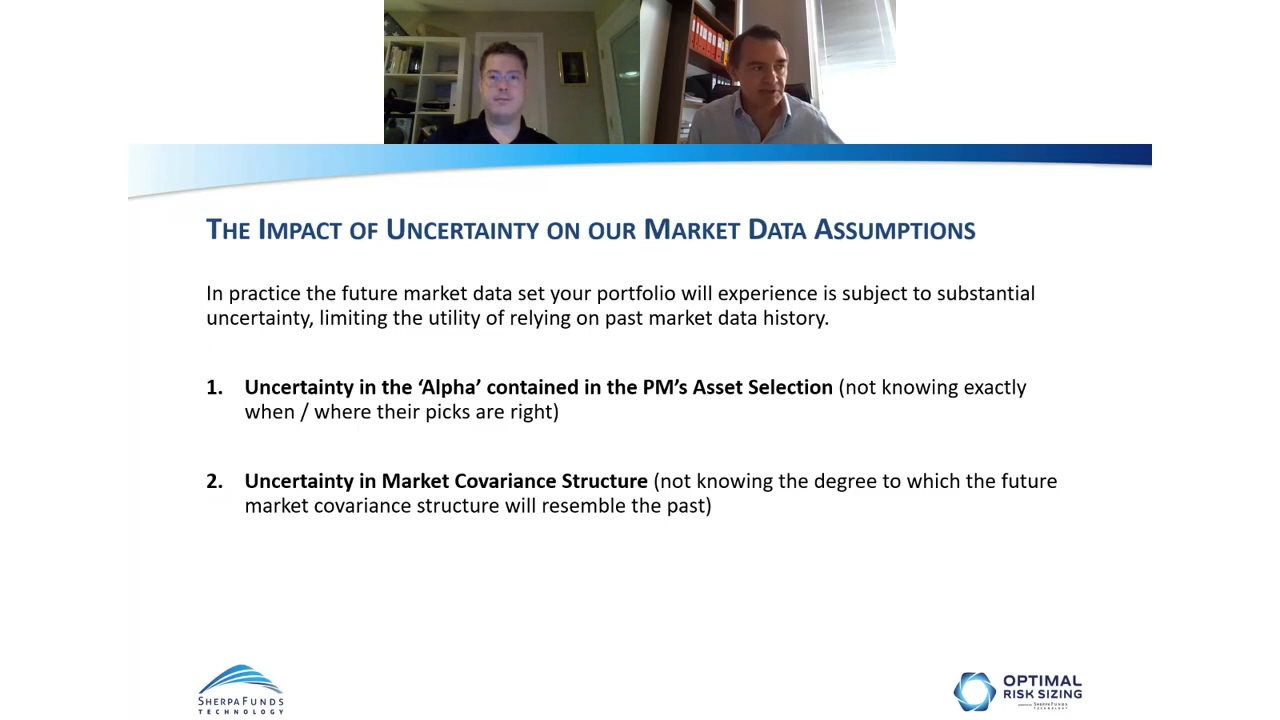 THE IMPACT OF UNCERTAINTY ON OUR MARKET DATA ASSUMPTIONS
In practice the future market data set your portfolio will experience is subject to substantial
uncertainty, limiting the utility of relying on past market data history.
1. Uncertainty in the ‘Alpha’ contained in the PM’s Asset Selection (not knowing exactly
when / where their picks are right)
2. Uncertainty in Market Covariance Structure (not knowing the degree to which the future
market covariance structure will resemble the past)
SHERPAFUNDS
TECHNOLOGY
OPTIMAL
RISK SIZING